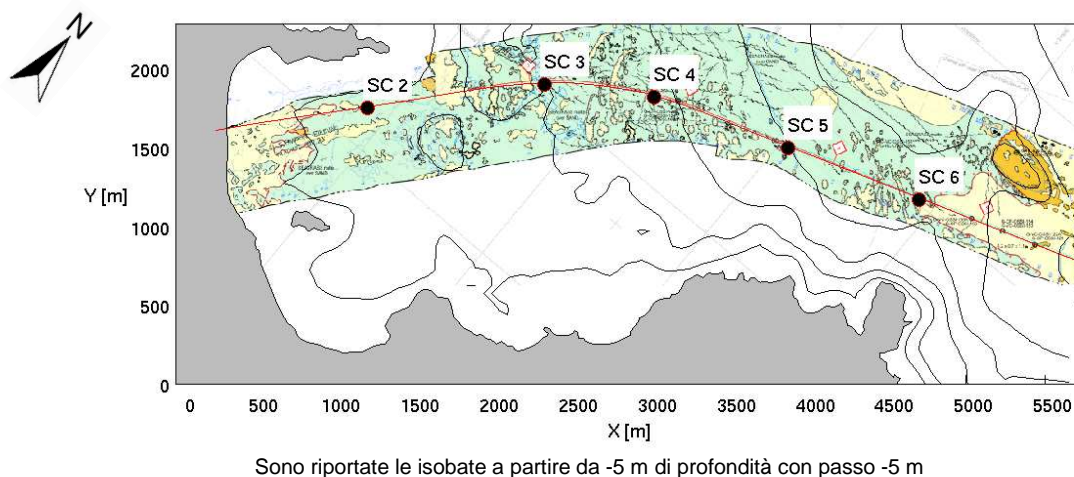 N
SC 2
SC 3
SC 4
SC 5
SC 6
2000
1500
1000
500
0
Y [m]
0 500 1000 1500 2000 2500 3000 3500 4000 4500 5000 5500
X [m]
Sono riportate le isobate a partire da -5 m di profondità con passo -5 m